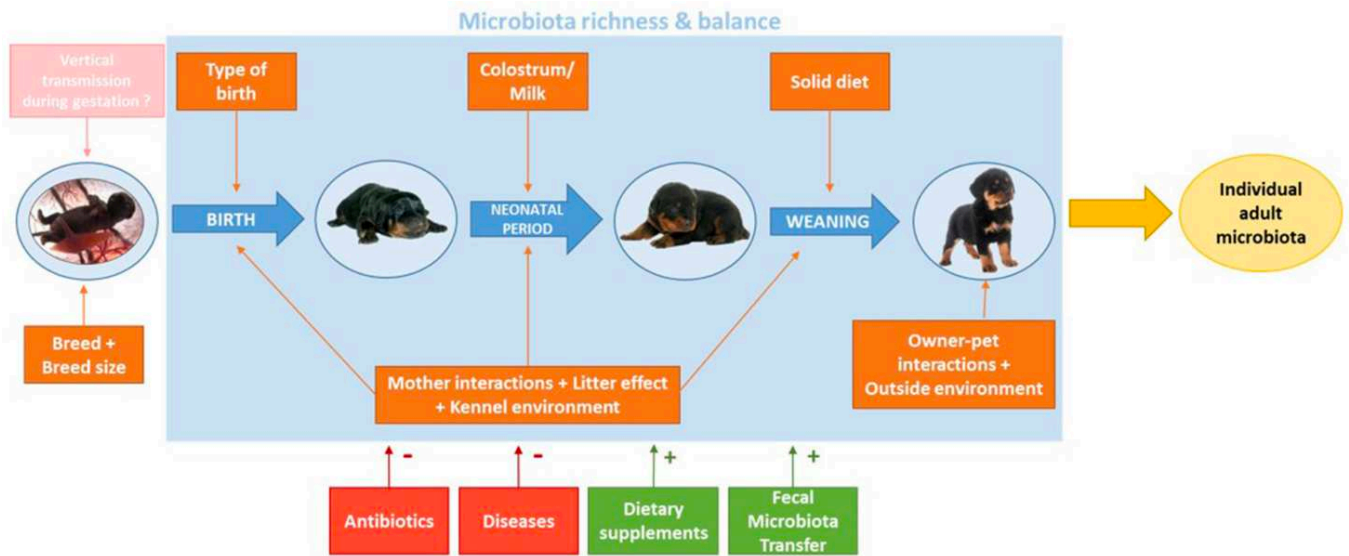 Microbiota richness & balance
Vertical
transmission
during gestation ?
Type of
birth
Colostrum/
Milk
Solid diet
BIRTH
NEONATAL
PERIOD
WEANING
Individual
adult
microbiota
Breed +
Breed size
Mother interactions + Litter effect
+ Kennel environment
Owner-pet
interactions +
Outside environment
-
-
+
+
Antibiotics
Diseases
Dietary
supplements
Fecal
Microbiota
Transfer